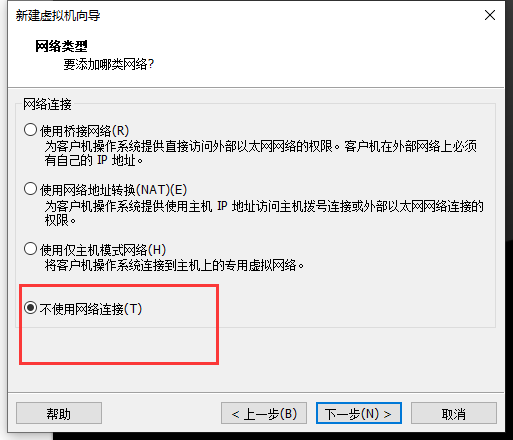 新建虚拟机向导
网络类型
要添加哪类网络?
网络连接
使用桥接网络(R)
为客户机操作系统提供直接访问外部以太网网络的权限。客户机在外部网络上必须
有自己的 IP 地址。
使用网络地址转换(NAT)(E)
为客户机操作系统提供使用主机 IP 地址访问主机拨号连接或外部以太网网络连接的
权限。
使用仅主机模式网络(H)
将客户机操作系统连接到主机上的专用虚拟网络。
不使用网络连接(T)
帮助
< 上一步(B)
下一步(N) >
取消